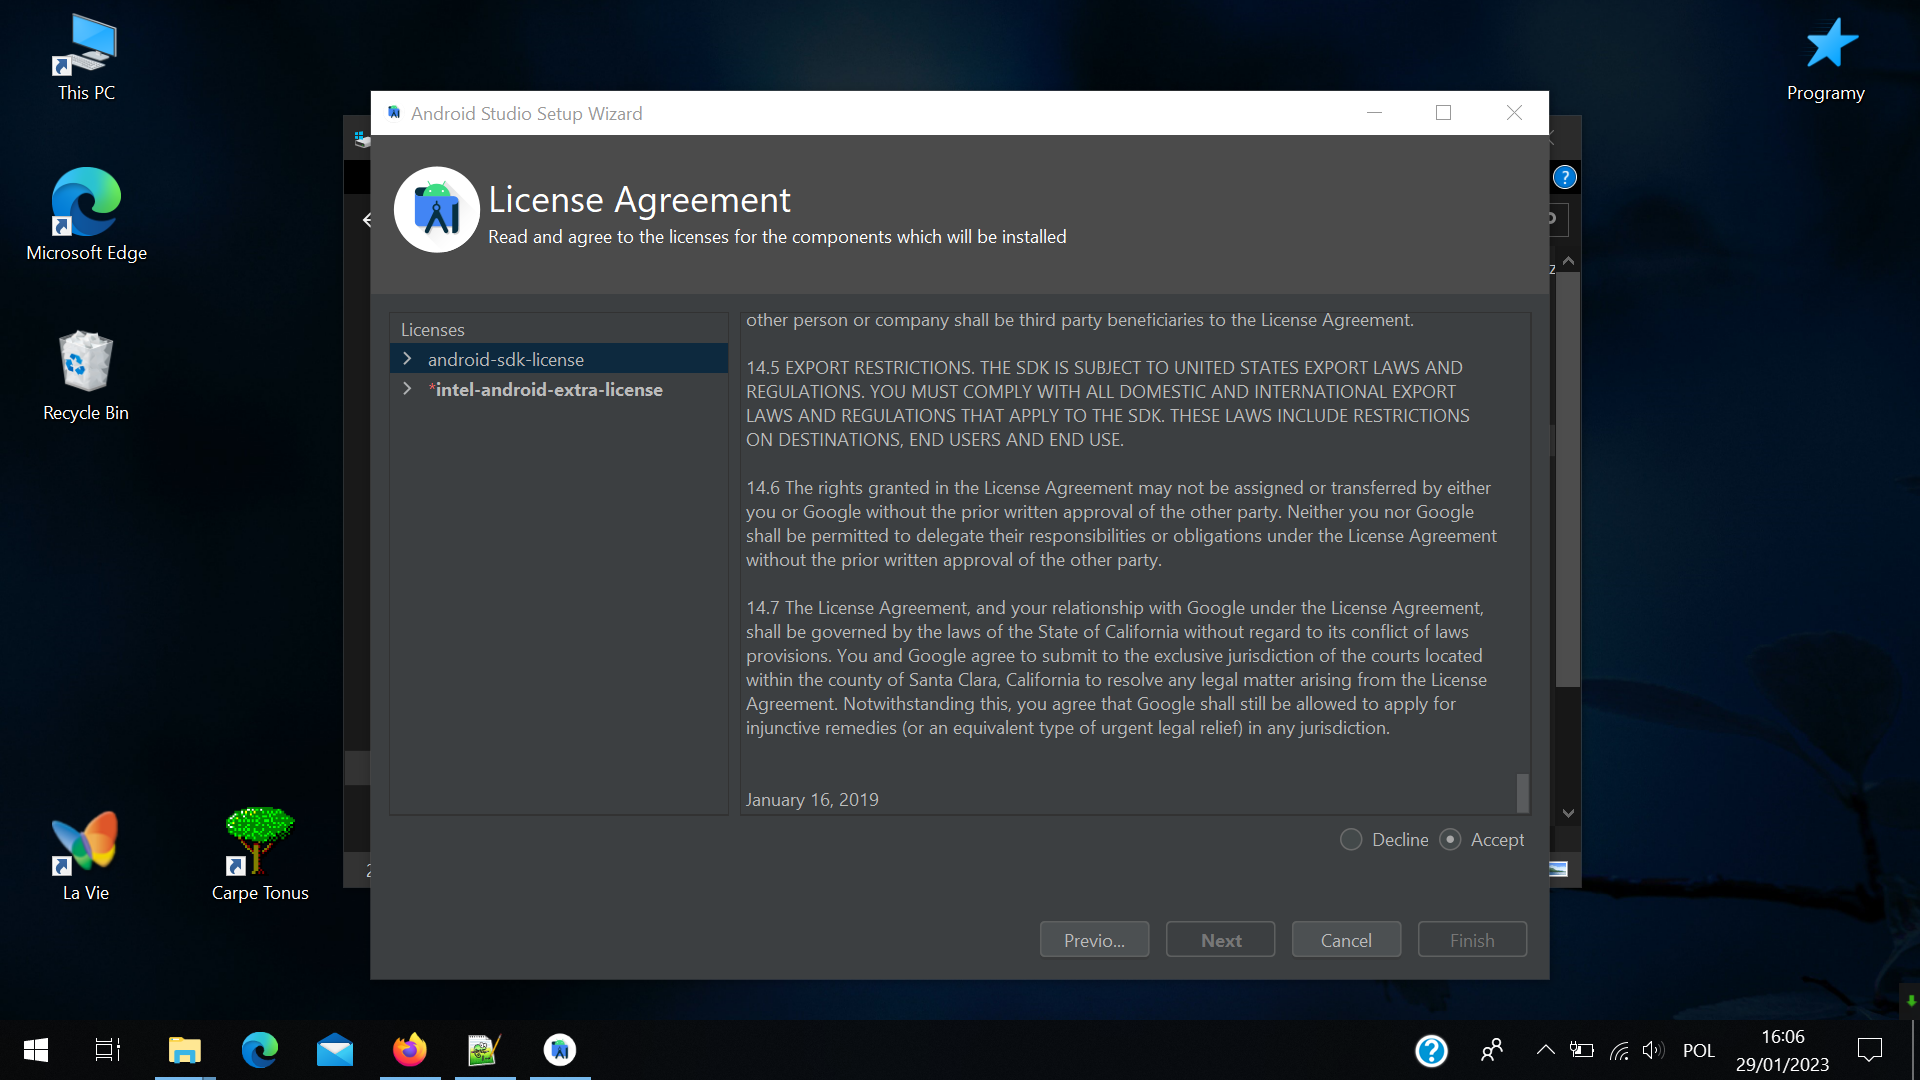 This PC
Programy
Android Studio Setup Wizard
License Agreement
Read and agree to the licenses for the components which will be installed
Microsoft Edge
Recycle Bin
Licenses
android-sdk-license
*intel-android-extra-license
other person or company shall be third party beneficiaries to the License Agreement.
14.5 EXPORT RESTRICTIONS. THE SDK IS SUBJECT TO UNITED STATES EXPORT LAWS AND
REGULATIONS. YOU MUST COMPLY WITH ALL DOMESTIC AND INTERNATIONAL EXPORT
LAWS AND REGULATIONS THAT APPLY TO THE SDK. THESE LAWS INCLUDE RESTRICTIONS
ON DESTINATIONS, END USERS AND END USE.
14.6 The rights granted in the License Agreement may not be assigned or transferred by either
you or Google without the prior written approval of the other party. Neither you nor Google
shall be permitted to delegate their responsibilities or obligations under the License Agreement
without the prior written approval of the other party.
14.7 The License Agreement, and your relationship with Google under the License Agreement,
shall be governed by the laws of the State of California without regard to its conflict of laws
provisions. You and Google agree to submit to the exclusive jurisdiction of the courts located
within the county of Santa Clara, California to resolve any legal matter arising from the License
Agreement. Notwithstanding this, you agree that Google shall still be allowed to apply for
injunctive remedies (or an equivalent type of urgent legal relief) in any jurisdiction.
January 16, 2019
Decline
Accept
La Vie
Carpe Tonus
Previo...
Next
Cancel
Finish
POL
16:06
29/01/2023